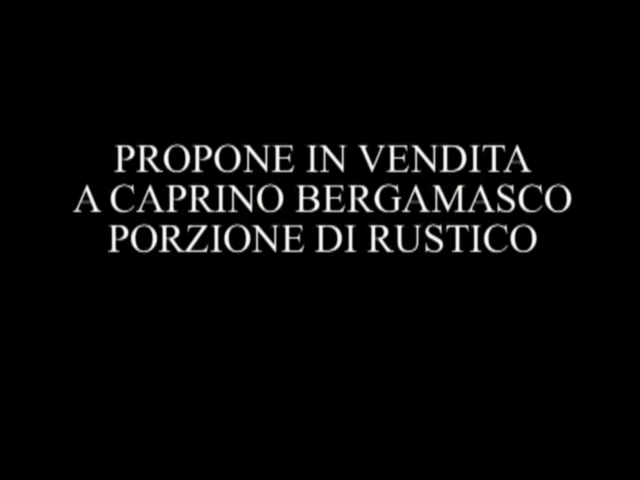 PROPONE IN VENDITA
A CAPRINO BERGAMASCO
PORZIONE DI RUSTICO